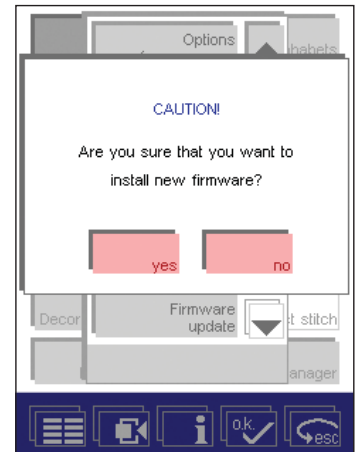 Options
habets
CAUTION!
Are you sure that you want to
install new firmware?
yes
no
Decor
Firmware
update
t stitch
anager
o.k.
esc